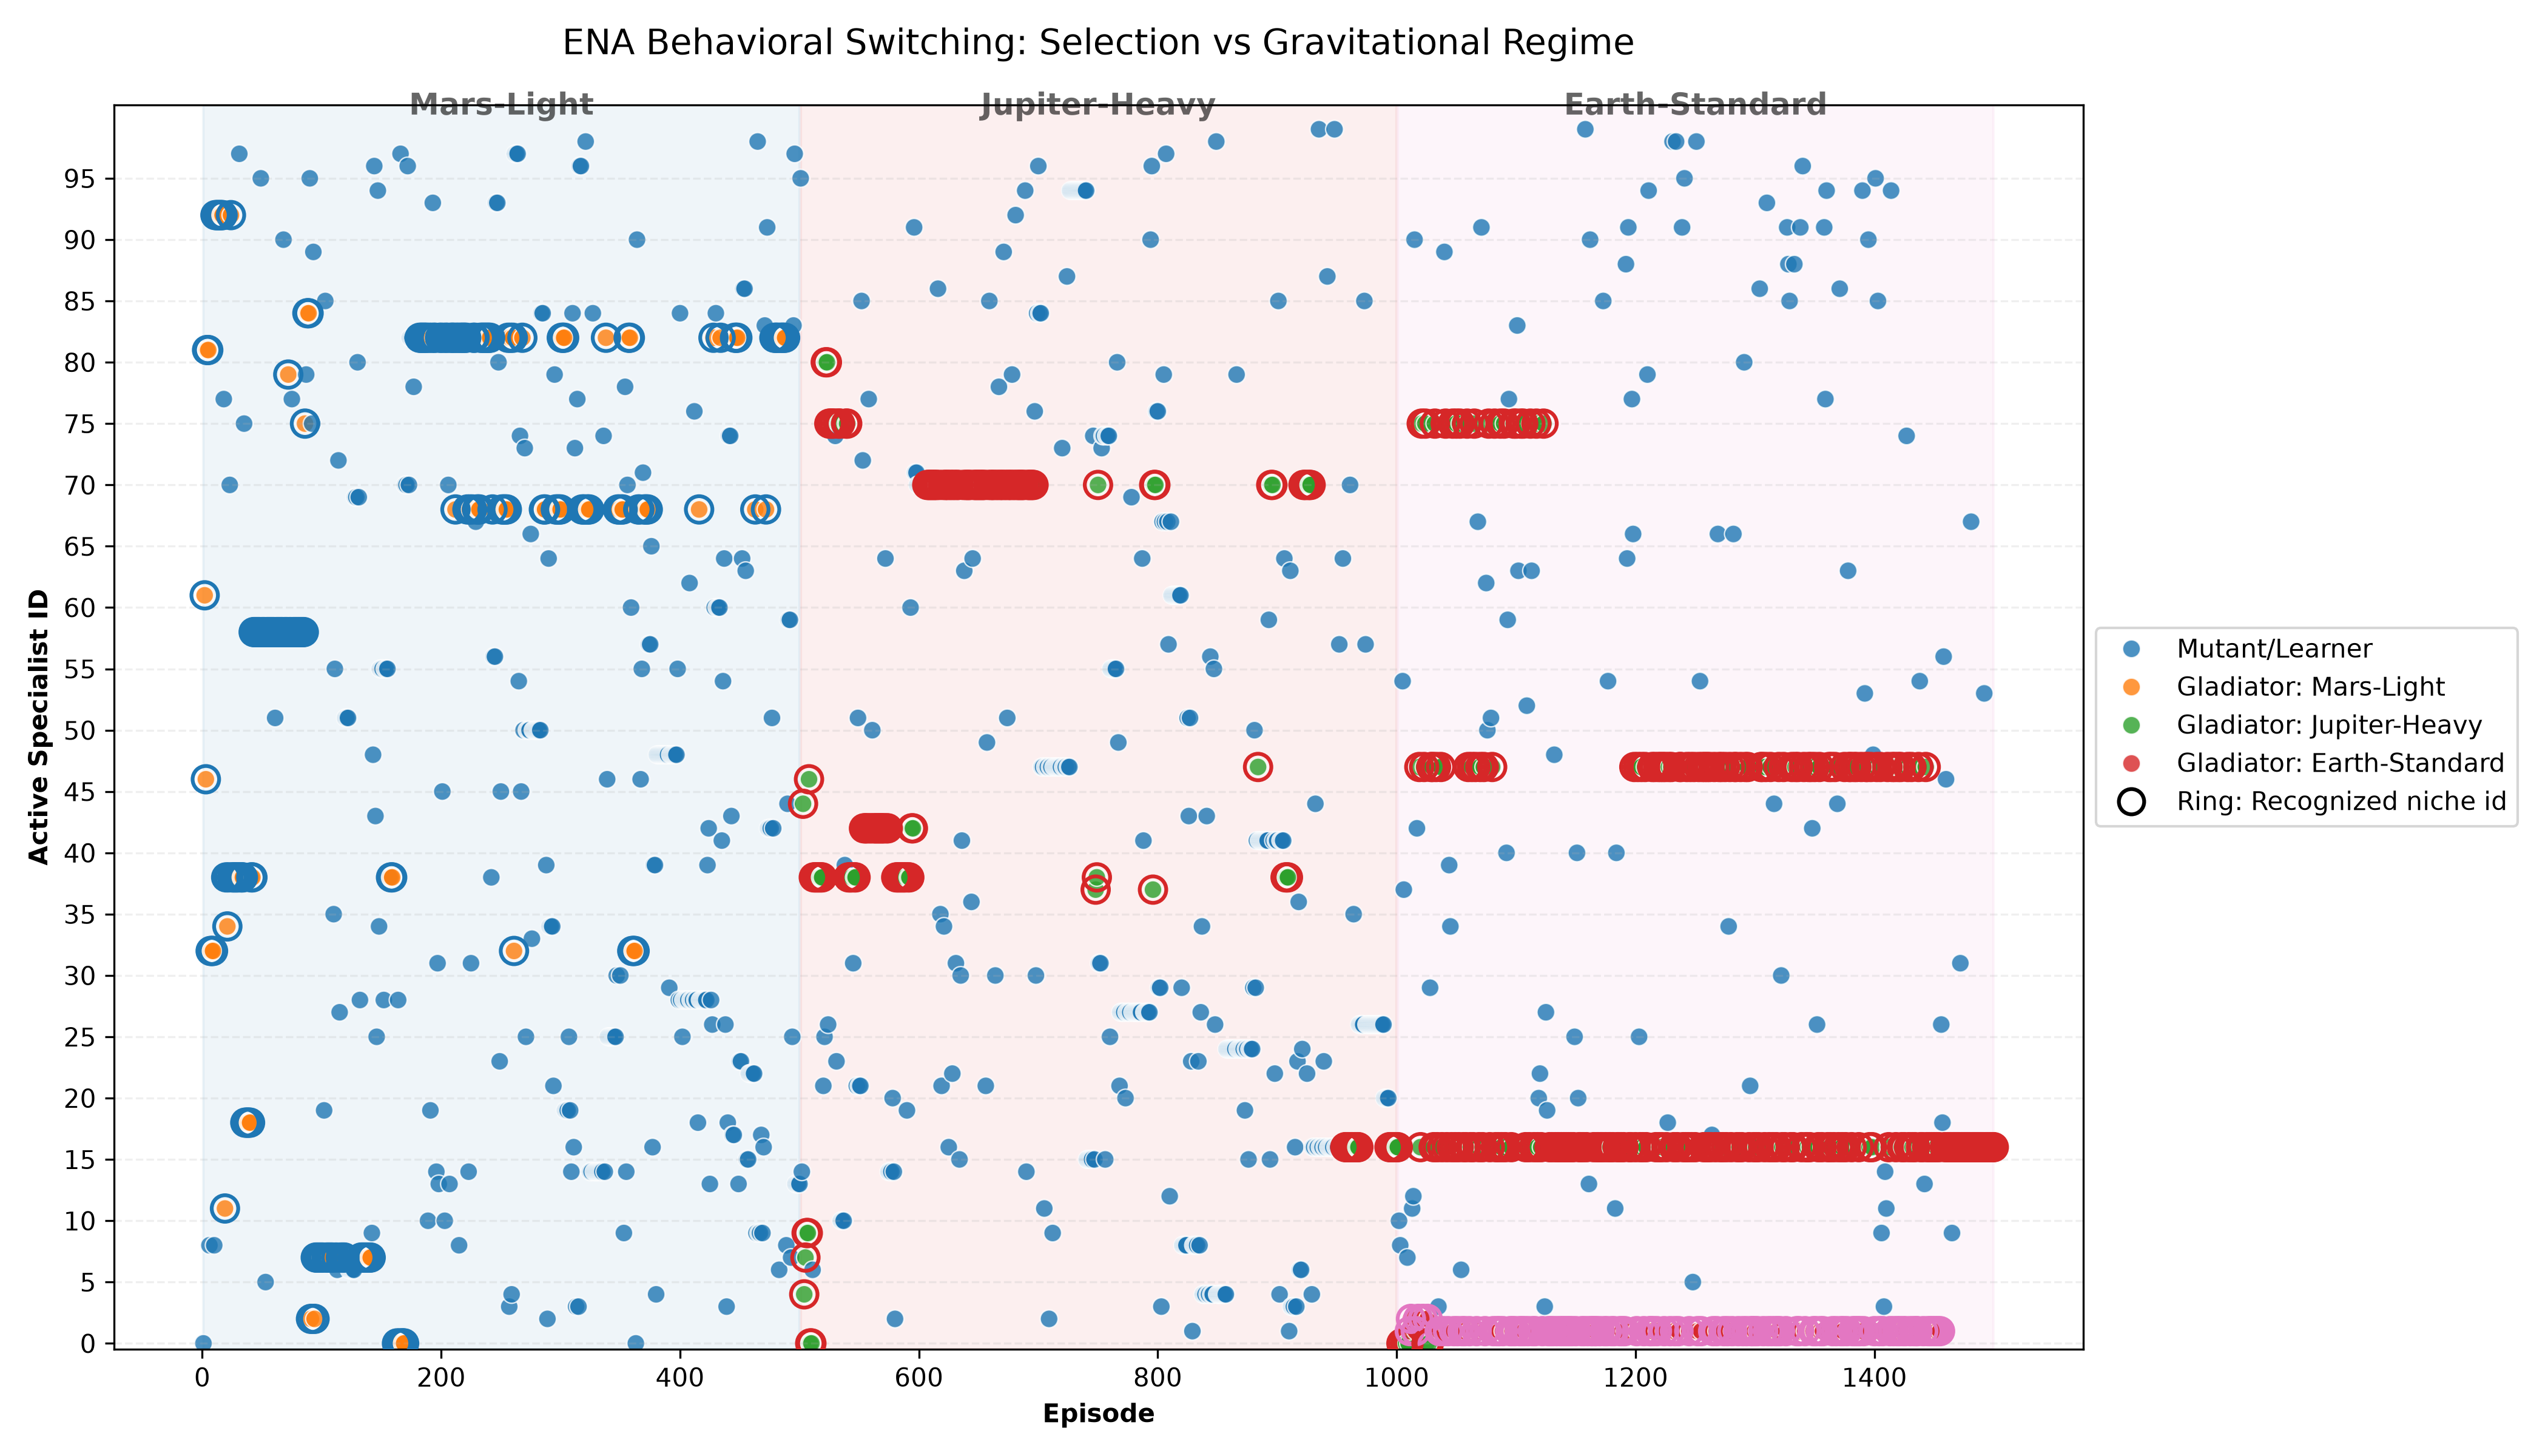 ENA Behavioral Switching: Selection vs Gravitational Regime
Mars-Light
Jupiter-Heavy
Earth-Standard
Active Specialist ID
95
90
85
80
75
70
65
60
55
50
45
40
35
30
25
20
15
10
5
0
0
200
400
600
800
1000
1200
1400
Episode
Mutant/Learner
Gladiator: Mars-Light
Gladiator: Jupiter-Heavy
Gladiator: Earth-Standard
Ring: Recognized niche id